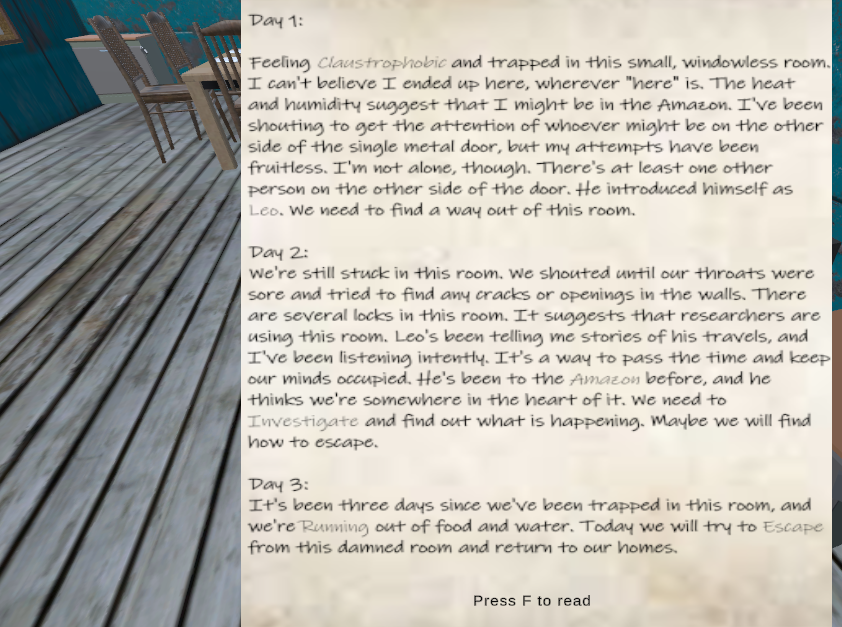 Day 1:
Feeling Claustrophobic and trapped in this small, windowless room.
I can't believe I ended up here, wherever "here" is. The heat
and humidity suggest that I might be in the Amazon. I've been
shouting to get the attention of whoever might be on the other
side of the single metal door, but my attempts have been
fruitless. I'm not alone, though. There's at least one other
person on the other side of the door. He introduced himself as
Leo. We need to find a way out of this room.
Day 2:
We're still stuck in this room. We shouted until our throats were
sore and tried to find any cracks or openings in the walls. There
are several locks in this room. It suggests that researchers are
using this room. Leo's been telling me stories of his travels, and
I've been listening intently. It's a way to pass the time and keep
our minds occupied. He's been to the Amazon before, and he
thinks we're somewhere in the heart of it. We need to
Investigate and find out what is happening. Maybe we will find
how to escape.
Day 3:
It's been three days since we've been trapped in this room, and
we're Running out of food and water. Today we will try to Escape
from this damned room and return to our homes.
Press F to read